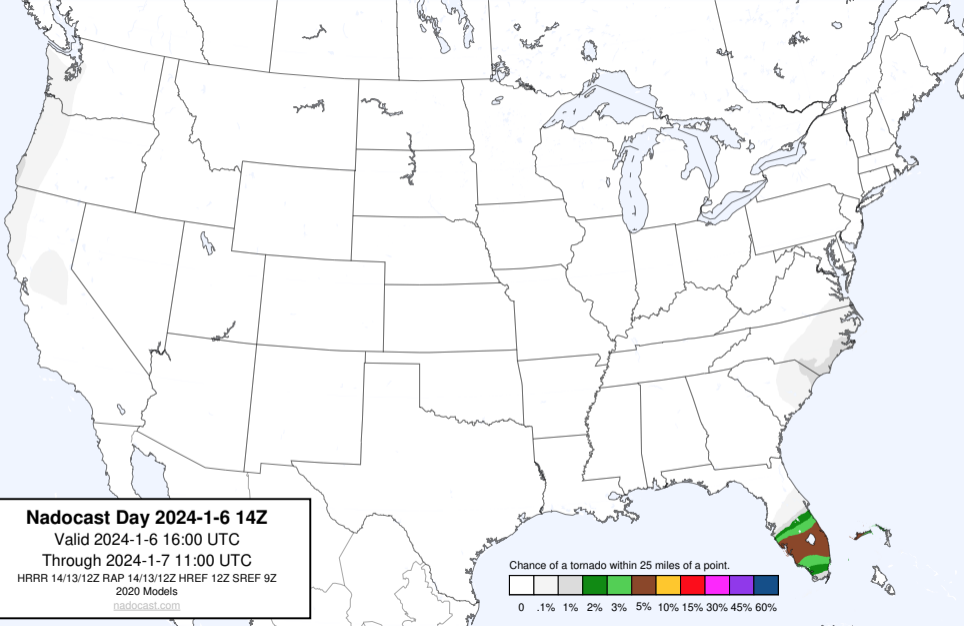 Nadocast Day 2024-1-6 14Z
Valid 2024-1-6 16:00 UTC
Through 2024-1-7 11:00 UTC
HRRR 14/13/12Z RAP 14/13/12Z HREF 12Z SREF 9Z
2020 Models
nadocast.com
Chance of a tornado within 25 miles of a point.
0 .1% 1% 2% 3% 5% 10% 15% 30% 45% 60%